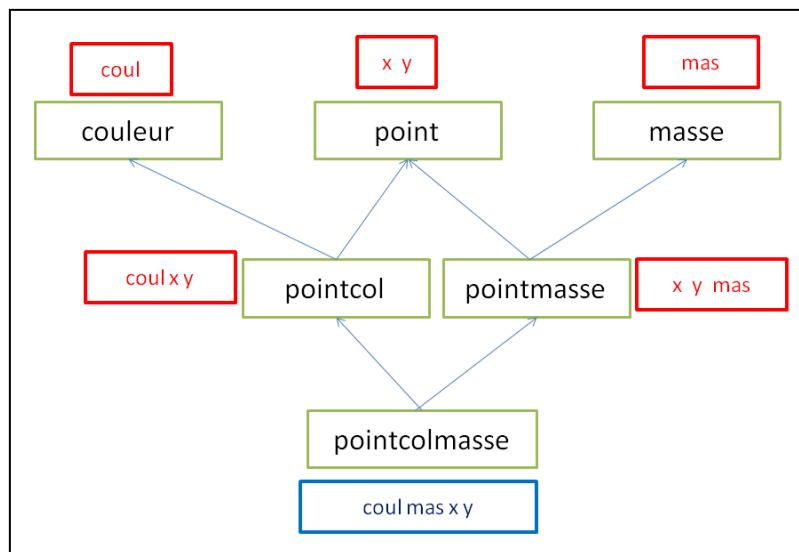 coul
x y
mas
couleur
point
masse
coul x y
pointcol
pointmasse
x y mas
pointcolmasse
coul mas x y